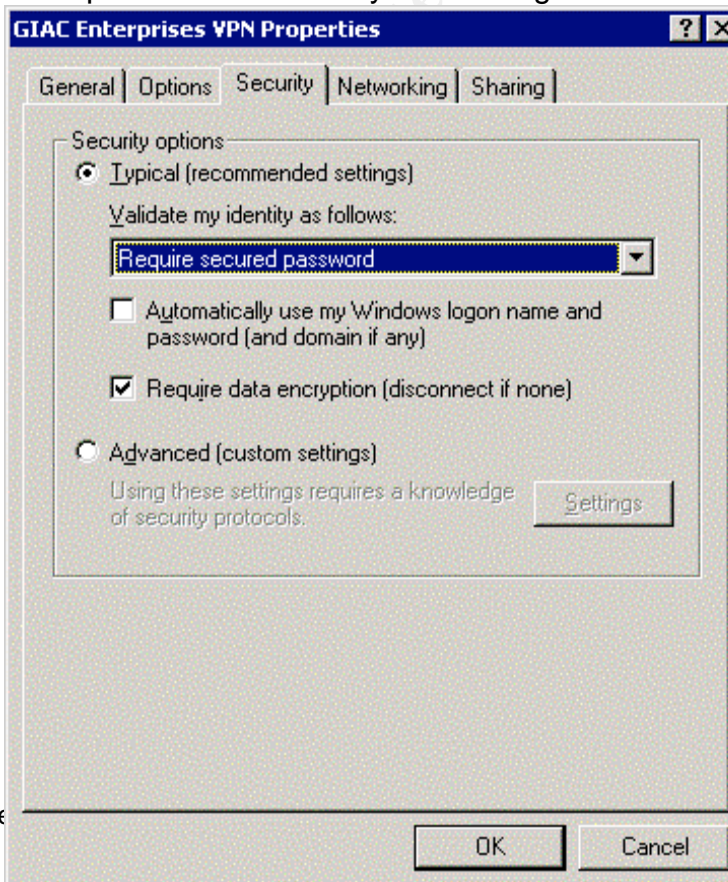 GIAC Enterprises VPN Properties
General Options Security Networking Sharing
Security options
Typical (recommended settings)
Validate my identity as follows:
Require secured password
Automatically use my Windows logon name and
password (and domain if any)
Require data encryption (disconnect if none)
Advanced (custom settings)
Using these settings requires a knowledge
of security protocols.
Settings
OK Cancel